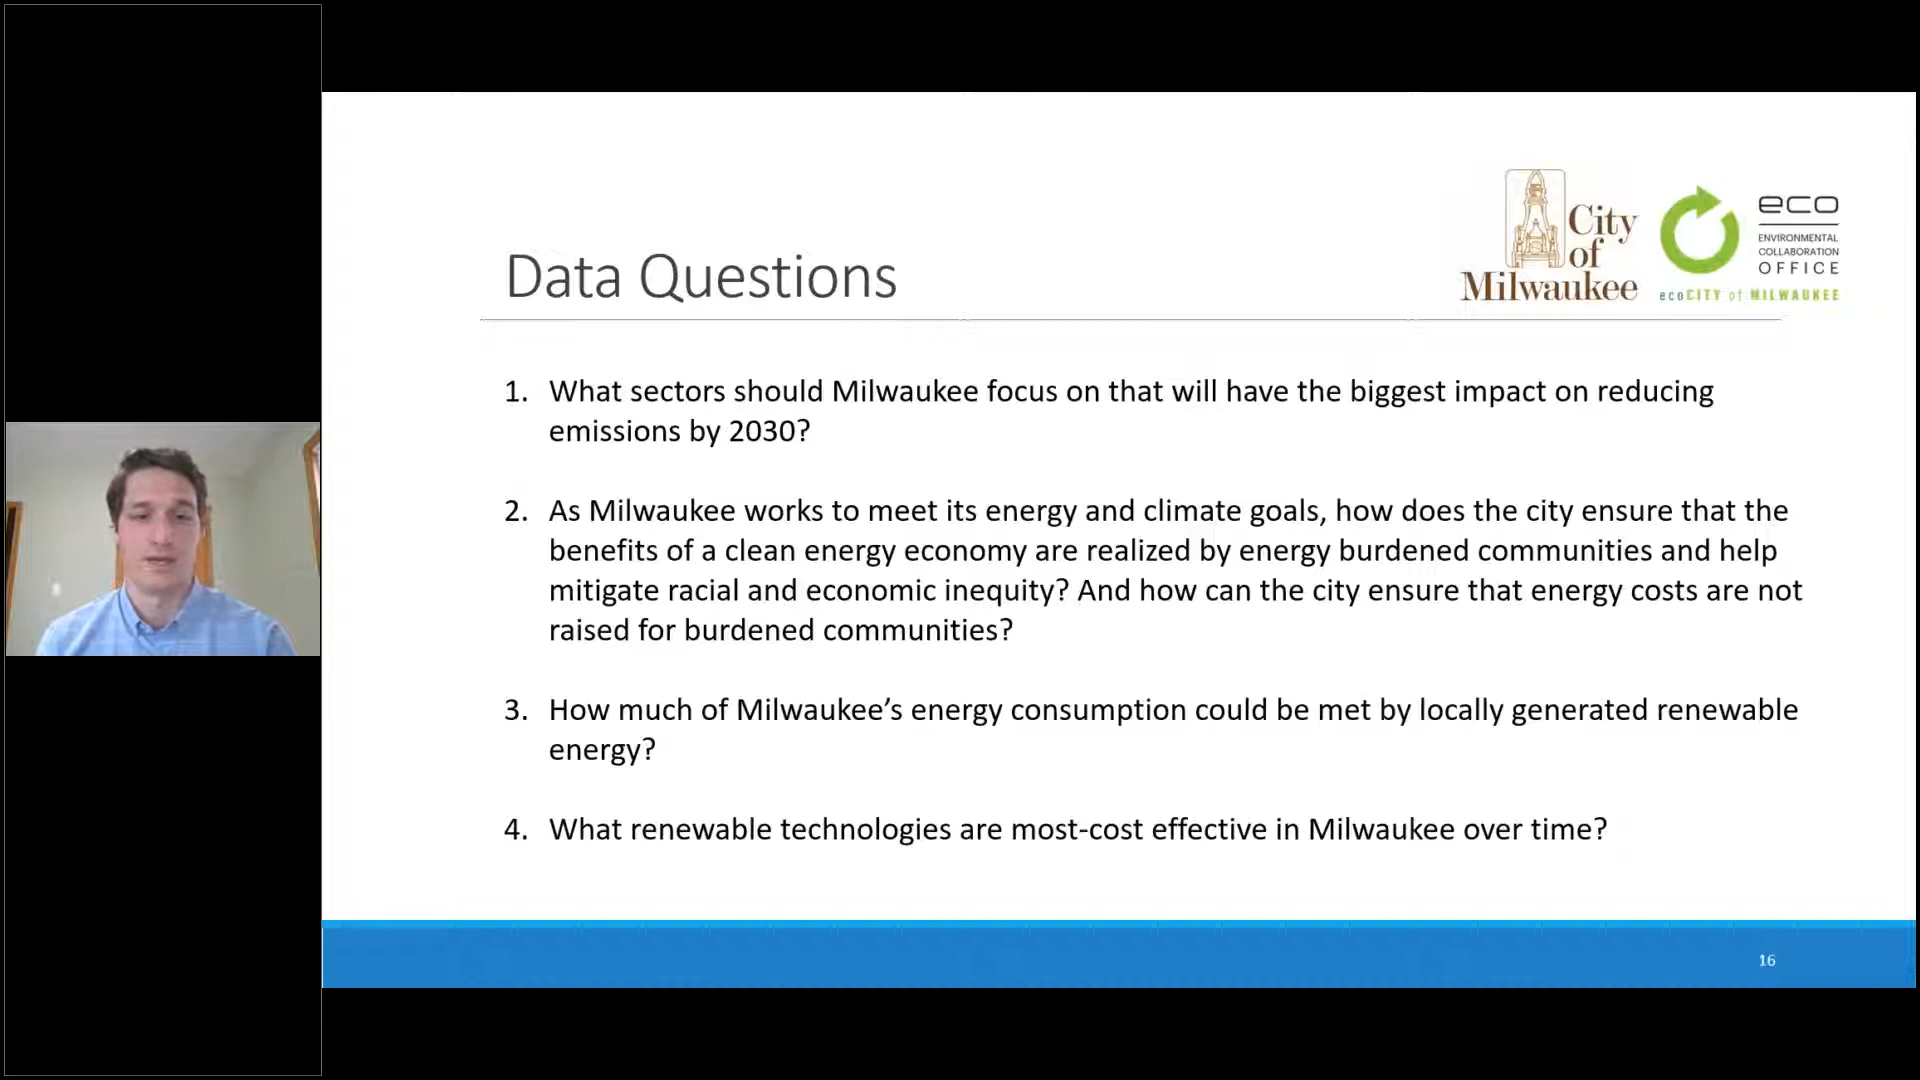 City
of
Milwaukee
eco
ENVIRONMENTAL
COLLABORATION
OFFICE
ecoCITY of MILWAUKEE
Data Questions
1. What sectors should Milwaukee focus on that will have the biggest impact on reducing
emissions by 2030?
2. As Milwaukee works to meet its energy and climate goals, how does the city ensure that the
benefits of a clean energy economy are realized by energy burdened communities and help
mitigate racial and economic inequity? And how can the city ensure that energy costs are not
raised for burdened communities?
3. How much of Milwaukee’s energy consumption could be met by locally generated renewable
energy?
4. What renewable technologies are most-cost effective in Milwaukee over time?
16